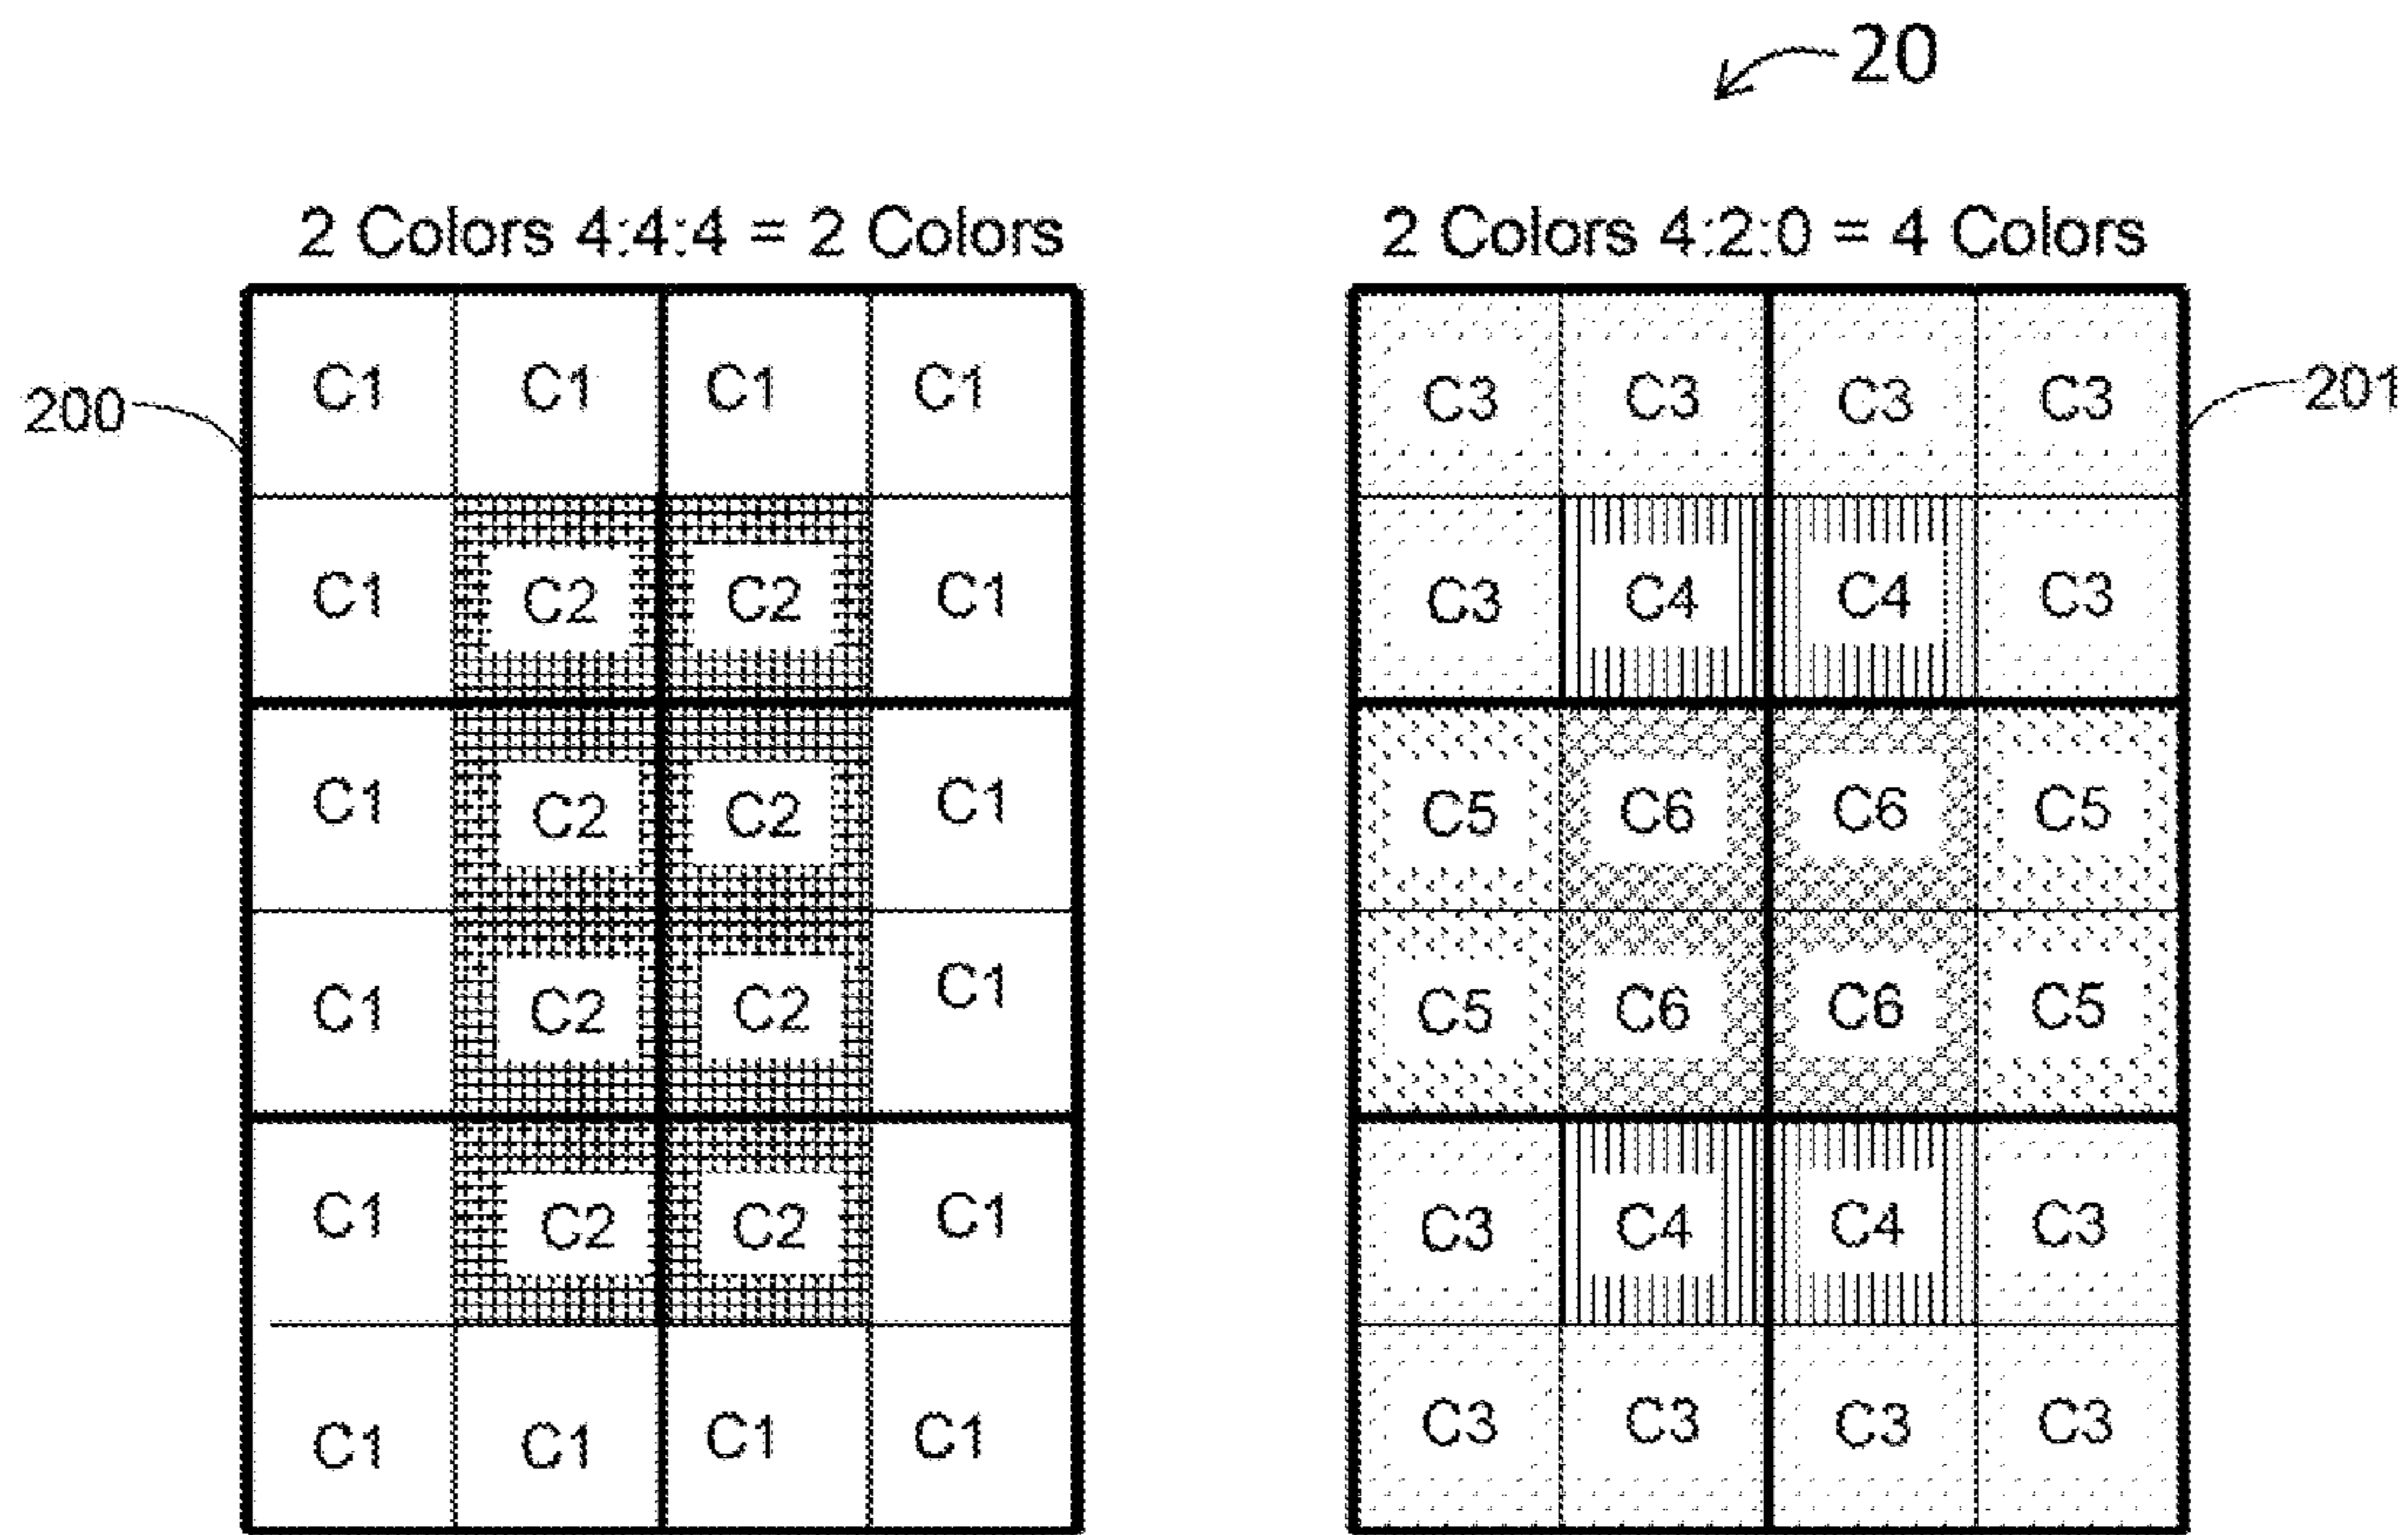 20
2 Colors 4:4:4 = 2 Colors
2 Colors 4:2:0 = 4 Colors
200
201
C1 C1 C1 C1
C1 C2 C2 C1
C1 C2 C2 C1
C1 C2 C2 C1
C1 C2 C2 C1
C1 C1 C1 C1
C3 C3 C3 C3
C3 C4 C4 C3
C5 C6 C6 C5
C5 C6 C6 C5
C3 C4 C4 C3
C3 C3 C3 C3